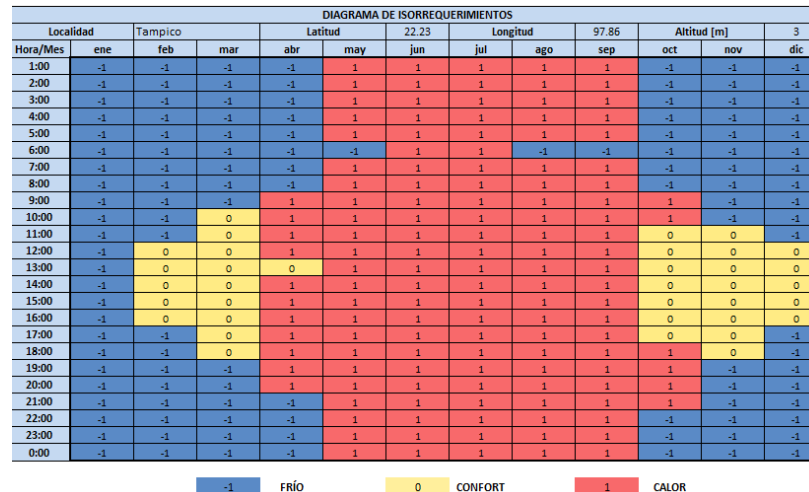 DIAGRAMA DE ISORREQUERIMIENTOS
Localidad Tampico Latitud 22.23 Longitud 97.86 Altitud [m] 3
Hora/Mes ene feb mar abr may jun jul ago sep oct nov dic
1:00 -1 -1 -1 -1 1 1 1 1 1 -1 -1 -1
2:00 -1 -1 -1 -1 1 1 1 1 1 -1 -1 -1
3:00 -1 -1 -1 -1 1 1 1 1 1 -1 -1 -1
4:00 -1 -1 -1 -1 1 1 1 1 1 -1 -1 -1
5:00 -1 -1 -1 -1 1 1 1 1 1 -1 -1 -1
6:00 -1 -1 -1 -1 -1 1 1 -1 -1 -1 -1 -1
7:00 -1 -1 -1 -1 1 1 1 1 1 -1 -1 -1
8:00 -1 -1 -1 -1 1 1 1 1 1 -1 -1 -1
9:00 -1 -1 -1 1 1 1 1 1 1 1 -1 -1
10:00 -1 -1 0 1 1 1 1 1 1 1 -1 -1
11:00 -1 -1 0 1 1 1 1 1 1 0 0 -1
12:00 -1 0 0 1 1 1 1 1 1 0 0 0
13:00 -1 0 0 0 1 1 1 1 1 0 0 0
14:00 -1 0 0 1 1 1 1 1 1 0 0 0
15:00 -1 0 0 1 1 1 1 1 1 0 0 0
16:00 -1 0 0 1 1 1 1 1 1 0 0 0
17:00 -1 -1 0 1 1 1 1 1 1 0 0 -1
18:00 -1 -1 0 1 1 1 1 1 1 1 0 -1
19:00 -1 -1 -1 1 1 1 1 1 1 1 -1 -1
20:00 -1 -1 -1 1 1 1 1 1 1 1 -1 -1
21:00 -1 -1 -1 -1 1 1 1 1 1 1 -1 -1
22:00 -1 -1 -1 -1 1 1 1 1 1 -1 -1 -1
23:00 -1 -1 -1 -1 1 1 1 1 1 -1 -1 -1
0:00 -1 -1 -1 -1 1 1 1 1 1 -1 -1 -1
-1 FRÍO 0 CONFORT 1 CALOR